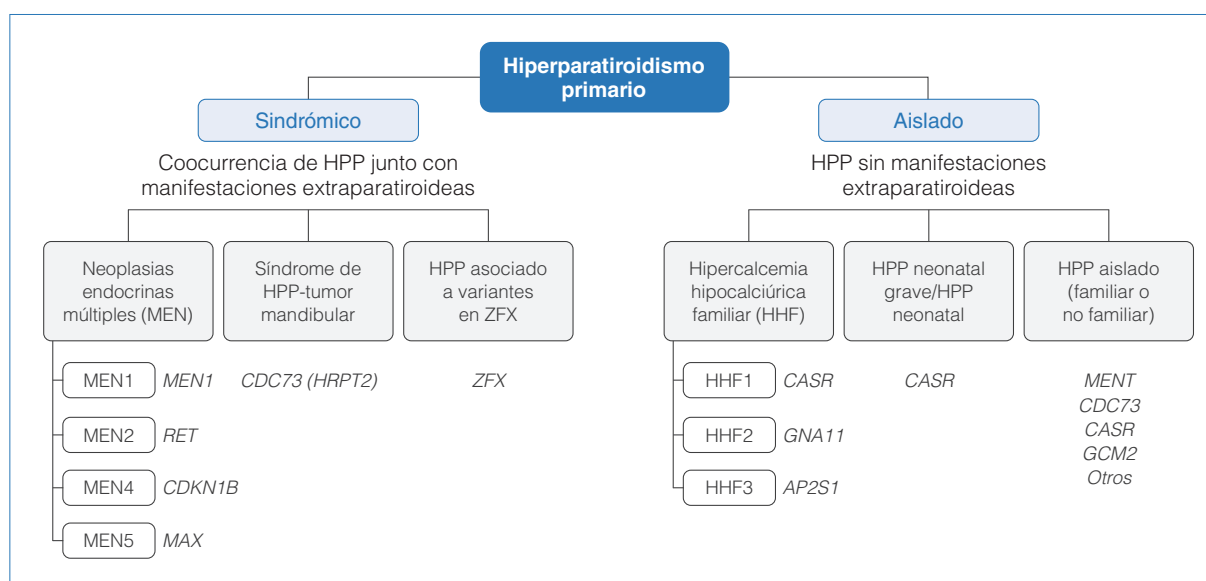 Hiperparatiroidismo
primario
Sindrómico
Coocurrencia de HPP junto con
manifestaciones extraparatiroideas
Neoplasias
endocrinas
múltiples (MEN)
MEN1 MEN1
MEN2 RET
MEN4 CDKN1B
MEN5 MAX
Síndrome de
HPP-tumor
mandibular
CDC73 (HRPT2)
HPP asociado
a variantes
en ZFX
ZFX
Aislado
HPP sin manifestaciones
extraparatiroideas
Hipercalcemia
hipocalciúrica
familiar (HHF)
HHF1 CASR
HHF2 GNA11
HHF3 AP2S1
HPP neonatal
grave/HPP
neonatal
CASR
HPP aislado
(familiar o
no familiar)
MENT
CDC73
CASR
GCM2
Otros